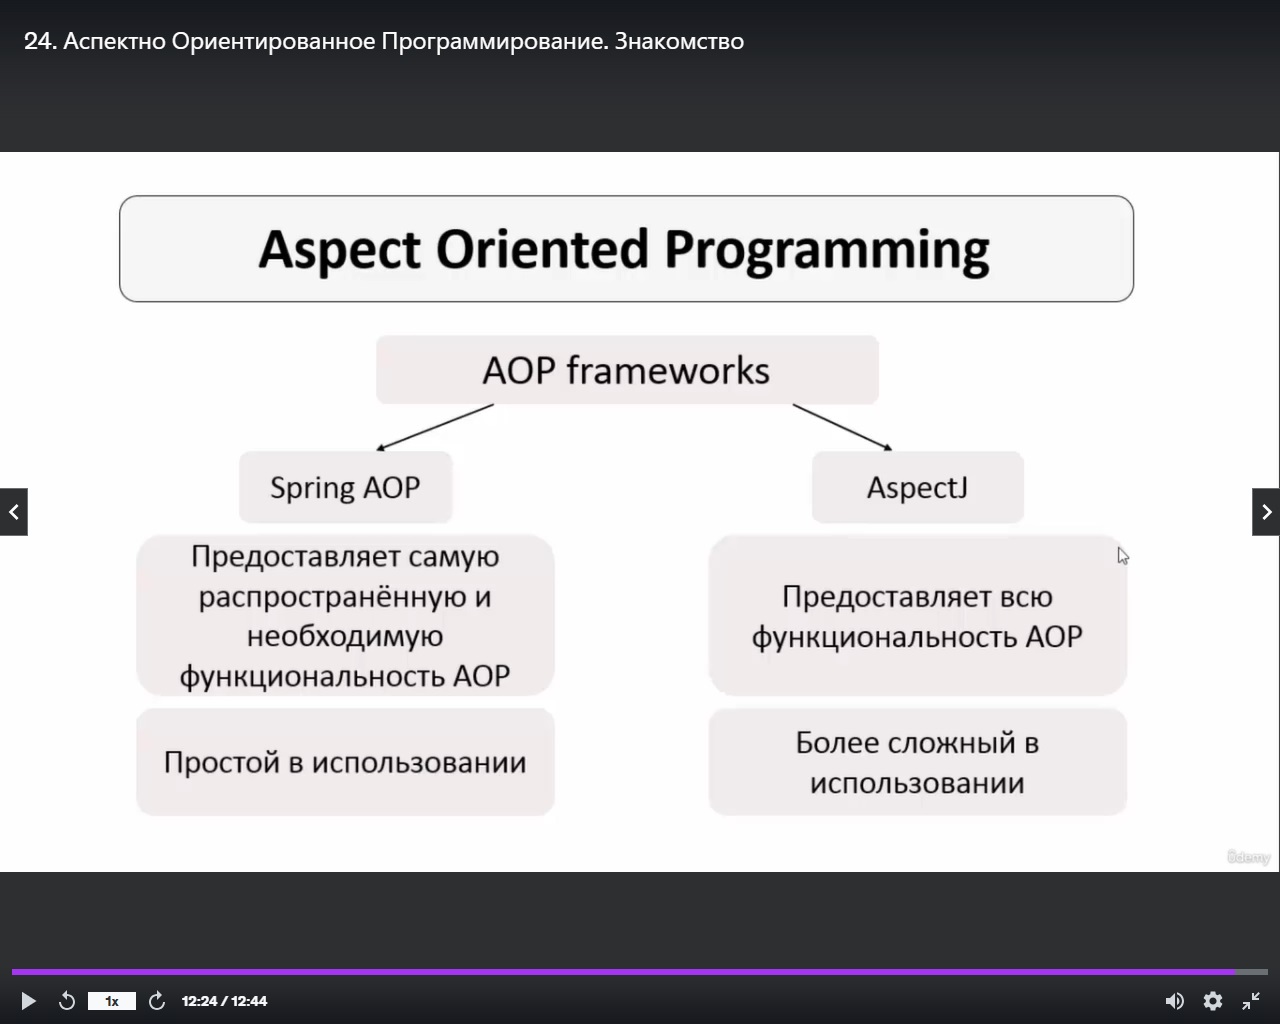 24. Аспектно Ориентированное Программирование. Знакомство
Aspect Oriented Programming
AOP frameworks
Spring AOP
AspectJ
Предоставляет самую
распространённую и
необходимую
функциональность AOP
Предоставляет всю
функциональность AOP
Простой в использовании
Более сложный в
использовании
ûdemy
1x
12:24 / 12:44